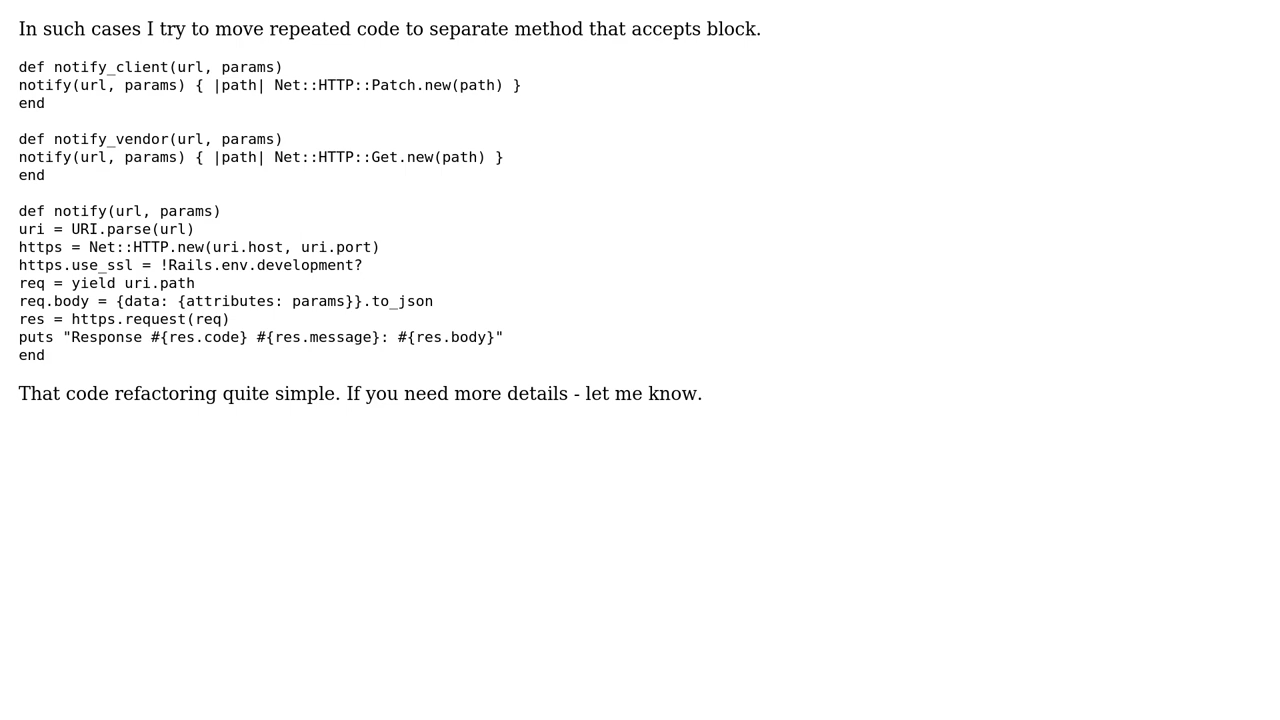 In such cases I try to move repeated code to separate method that accepts block.
def notify_client(url, params)
notify(url, params) { |path| Net::HTTP::Patch.new(path) }
end
def notify_vendor(url, params)
notify(url, params) { |path| Net::HTTP::Get.new(path) }
end
def notify(url, params)
uri = URI.parse(url)
https = Net::HTTP.new(uri.host, uri.port)
https.use_ssl = !Rails.env.development?
req = yield uri.path
req.body = {data: {attributes: params}}.to_json
res = https.request(req)
puts "Response #{res.code} #{res.message}: #{res.body}"
end
That code refactoring quite simple. If you need more details - let me know.